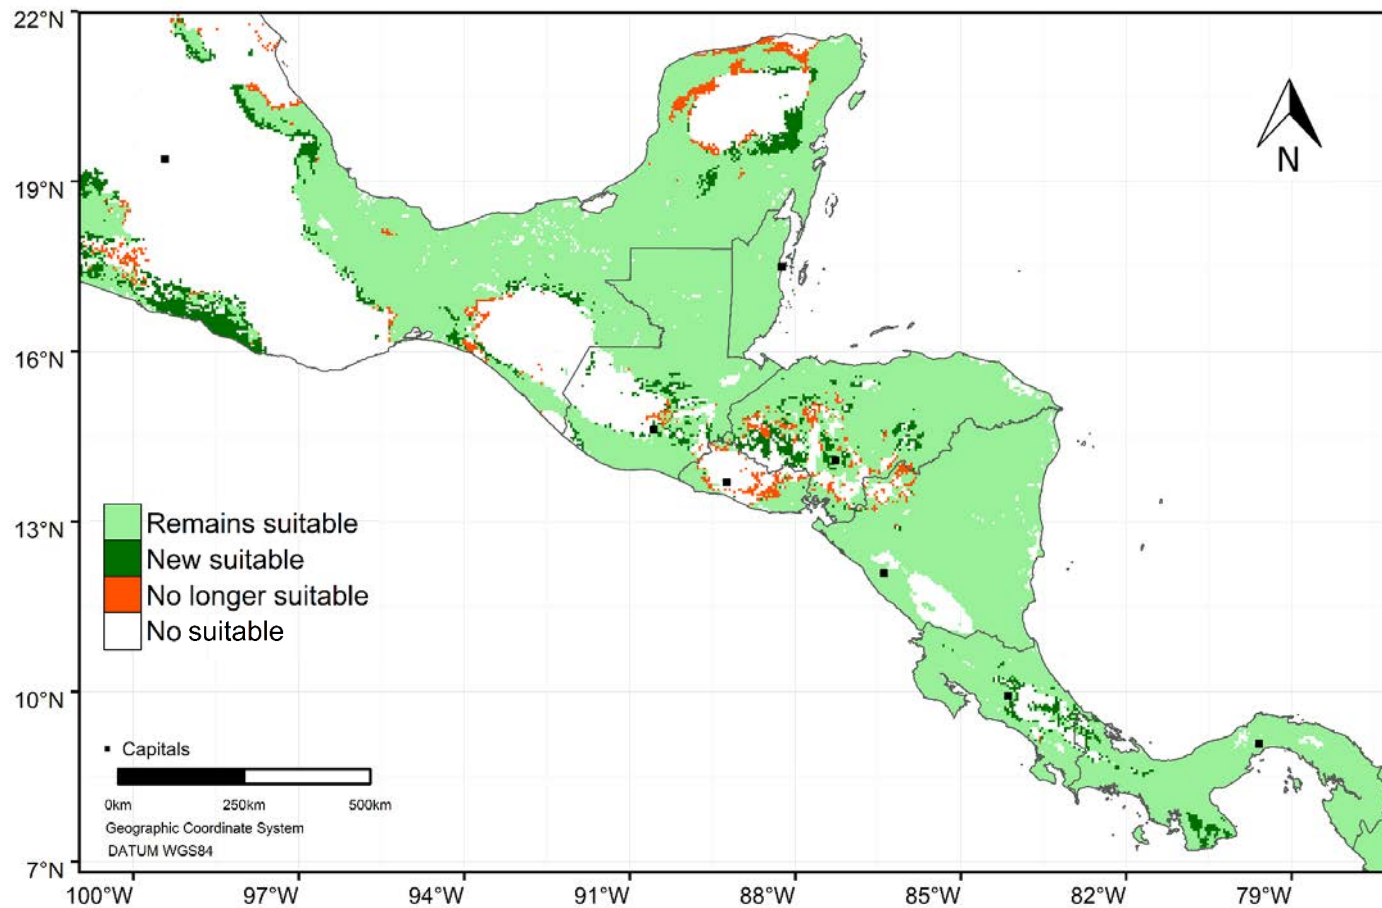 22°N
19°N
16°N
13°N
10°N
7°N
N
Remains suitable
New suitable
No longer suitable
No suitable
Capitals
0km 250km 500km
Geographic Coordinate System
DATUM WGS84
100°W 97°W 94°W 91°W 88°W 85°W 82°W 79°W